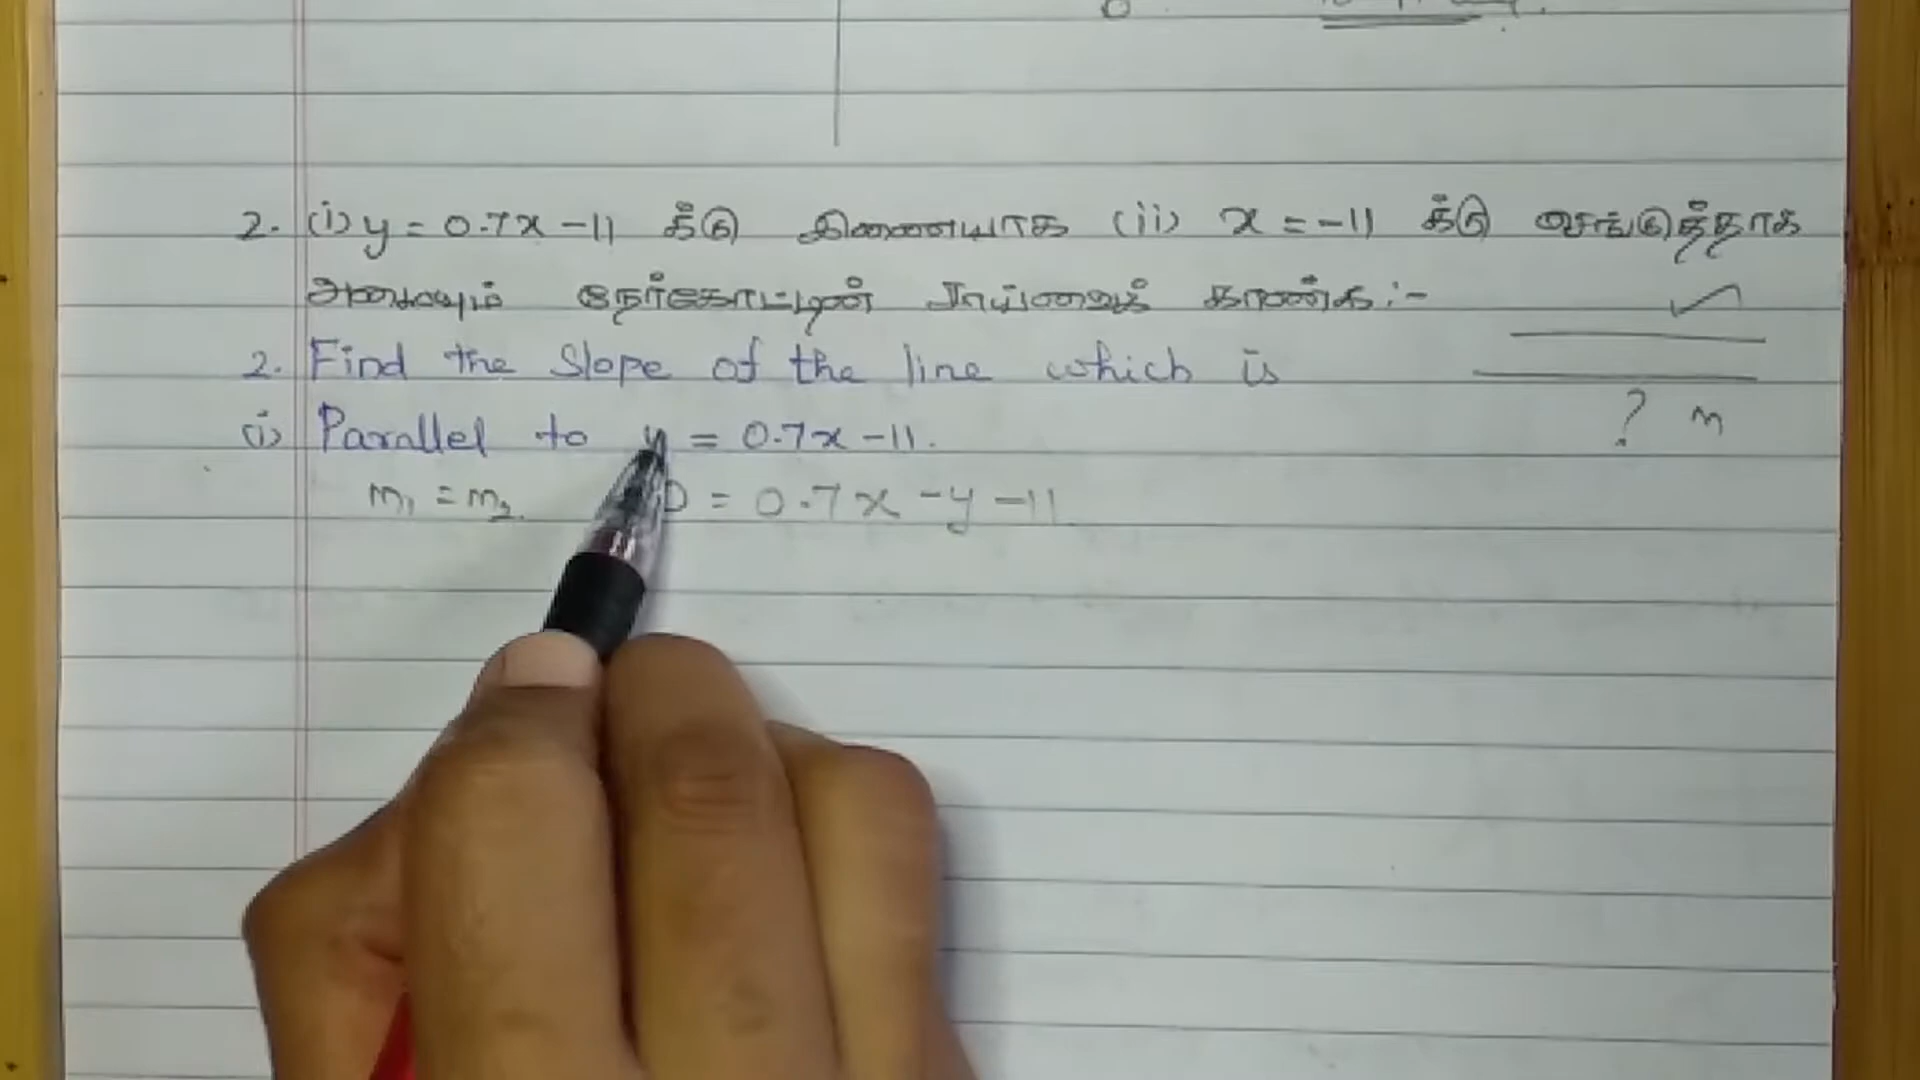 2. (i) y = 0.7x - 11 க்கு இணையாக (ii) x = -11 க்கு செங்குத்தாக
அமையும் நேர்கோட்டின் சாய்வைக் காண்க :-
2. Find the Slope of the line which is
(i) Parallel to y = 0.7x - 11.
? m
m₁ = m₂ 0 = 0.7x - y - 11